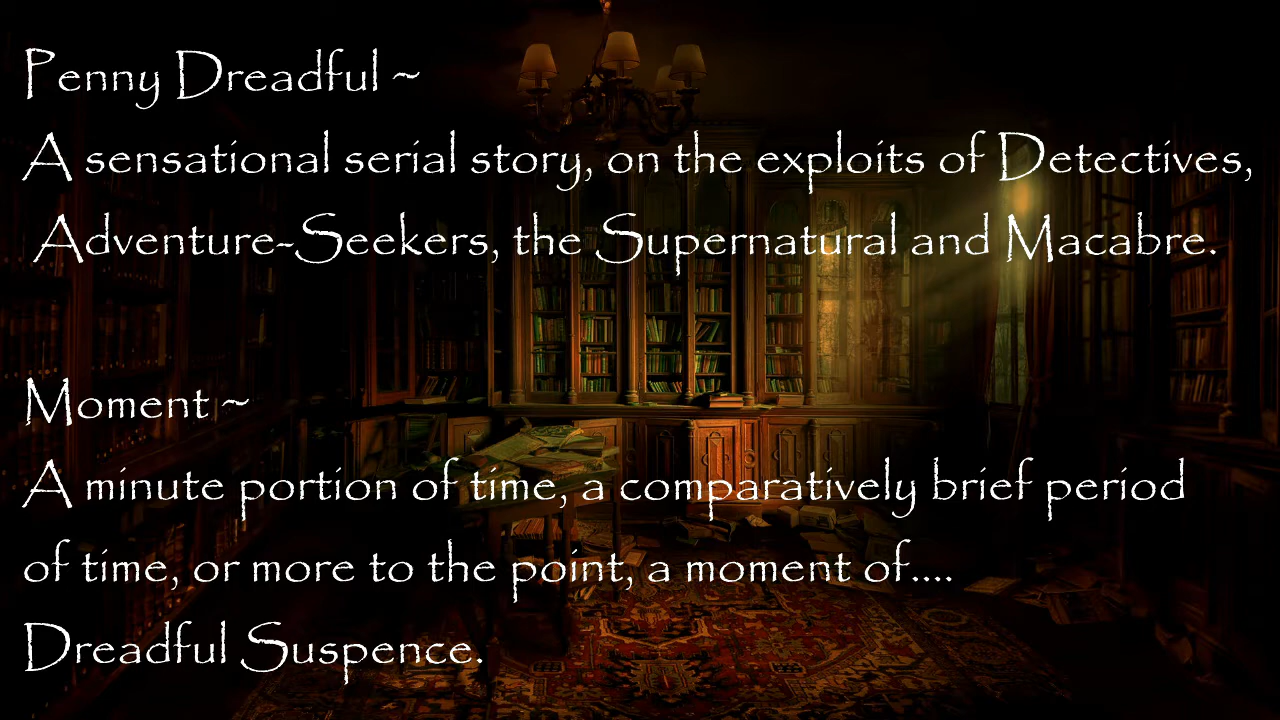 Penny Dreadful ~
A sensational serial story, on the exploits of Detectives,
Adventure-Seekers, the Supernatural and Macabre.
Moment ~
A minute portion of time, a comparatively brief period
of time, or more to the point, a moment of....
Dreadful Suspence.